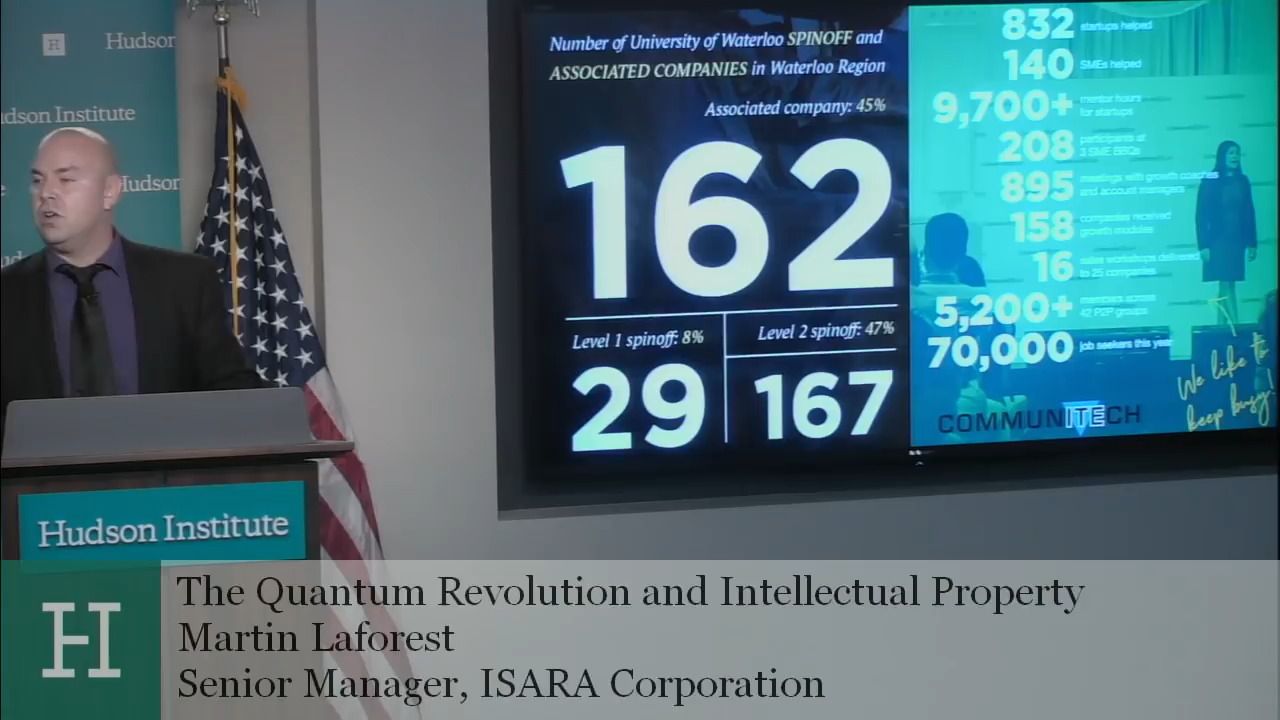 H Hudson
dson Institute
Hudson
Number of University of Waterloo SPINOFF and
ASSOCIATED COMPANIES in Waterloo Region
Associated company: 45%
162
Level 1 spinoff: 8%
29
Level 2 spinoff: 47%
167
832 startups helped
140 SMEs helped
9,700+ mentor hours
for startups
208 participants at
3 SME BBQs
895 meetings with growth coaches
and account managers
158 companies received
growth modules
16 sales workshops delivered
to 25 companies
5,200+ members across
42 P2P groups
70,000 job seekers this year
We like to
keep busy!
COMMUNITECH
Hudson Institute
H
The Quantum Revolution and Intellectual Property
Martin Laforest
Senior Manager, ISARA Corporation